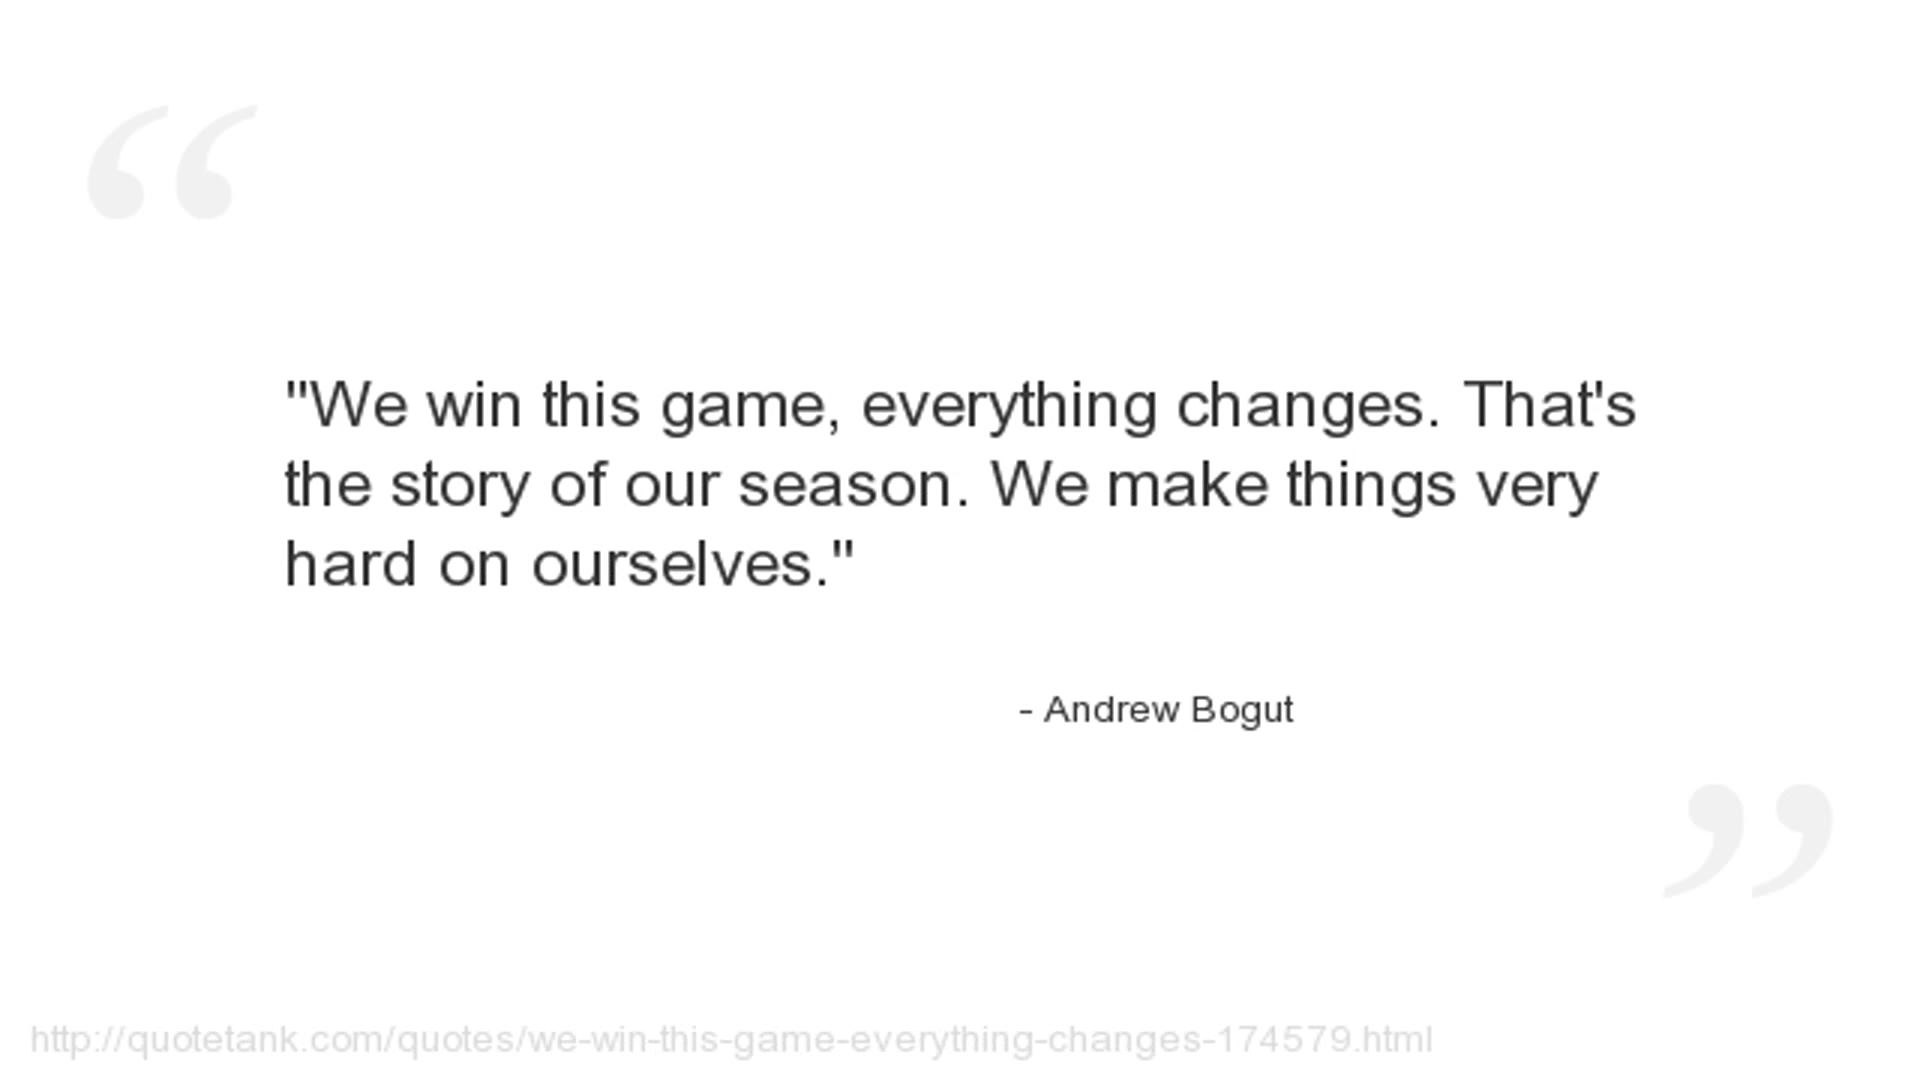 "We win this game, everything changes. That's
the story of our season. We make things very
hard on ourselves."
- Andrew Bogut
http://quotetank.com/quotes/we-win-this-game-everything-changes-174579.html